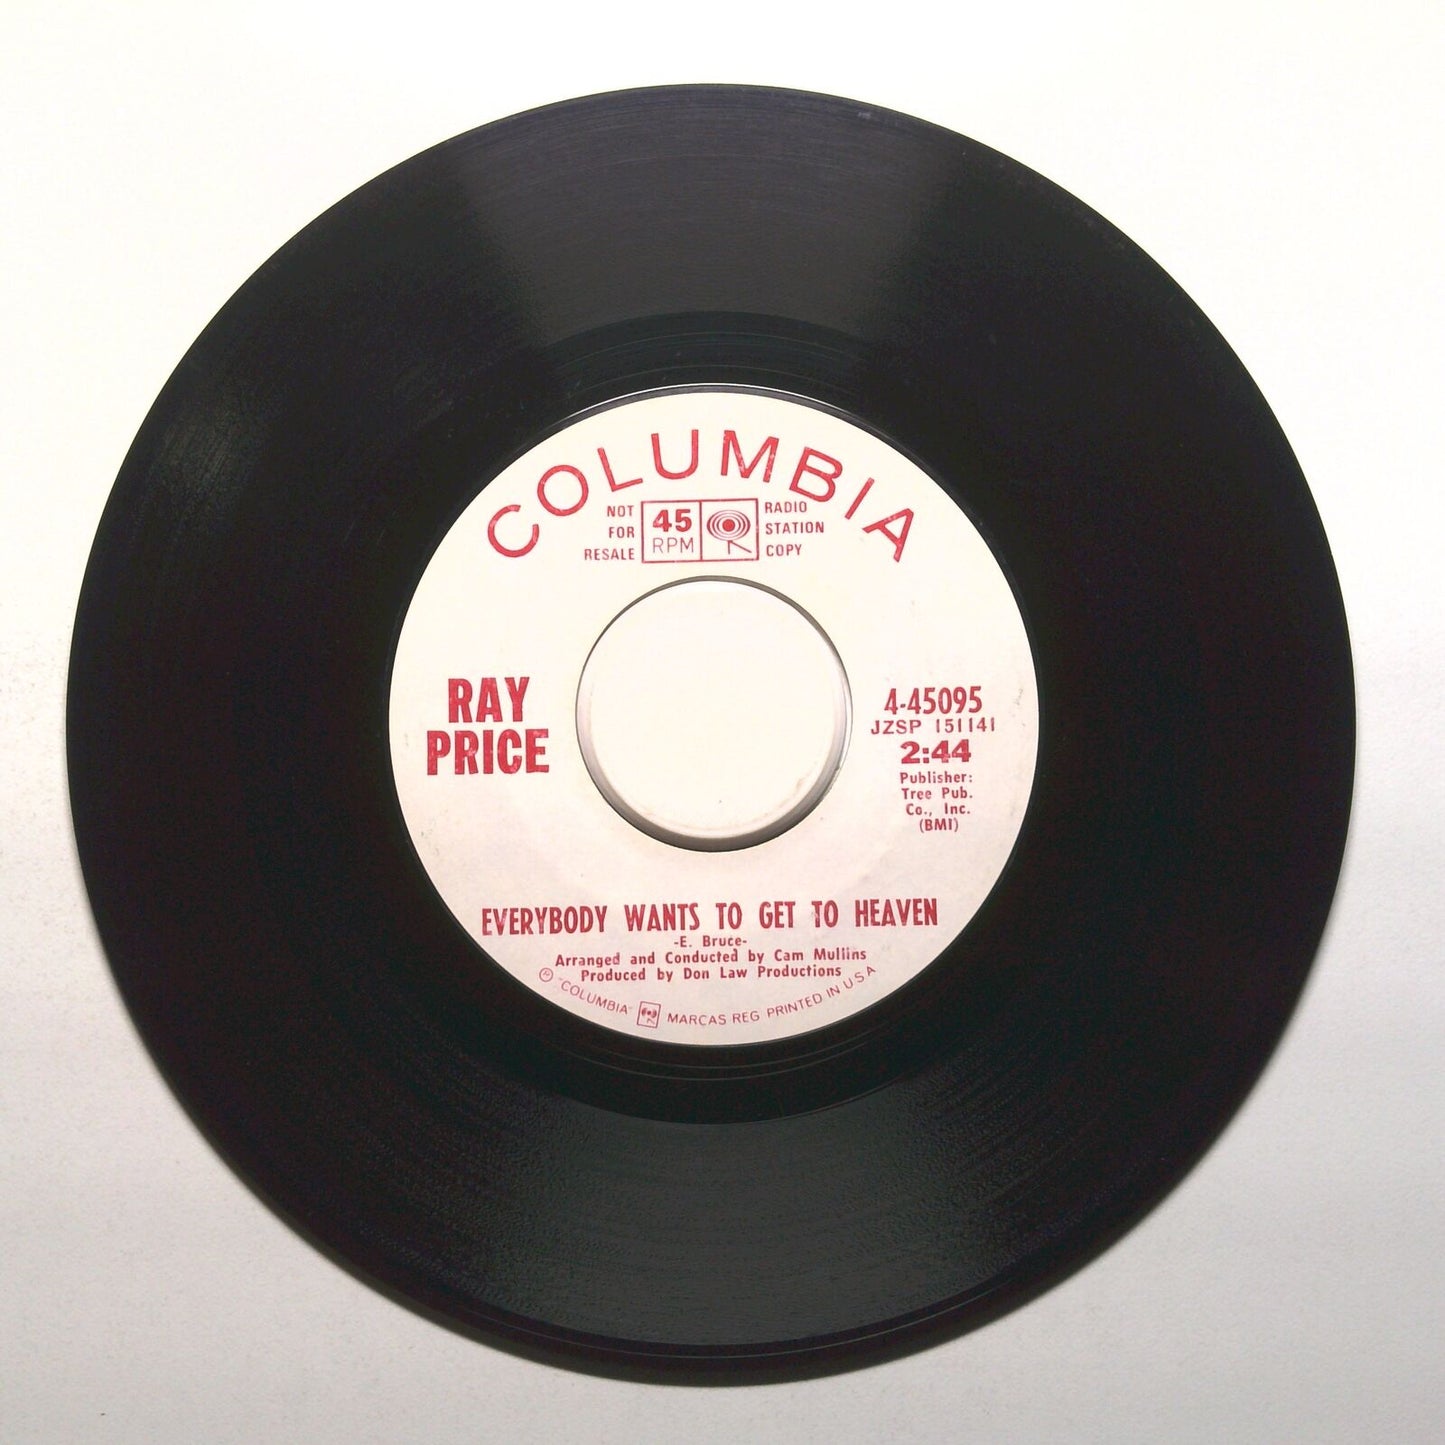 COLUMBIA
NOT
FOR
RESALE
45
RPM
RADIO
STATION
COPY
RAY
PRICE
4-45095
JZSP 151141
2:44
Publisher:
Tree Pub.
Co., Inc.
(BMI)
EVERYBODY WANTS TO GET TO HEAVEN
-E. Bruce-
Arranged and Conducted by Cam Mullins
Produced by Don Law Productions
Ⓟ "COLUMBIA" MARCAS REG PRINTED IN U.S.A